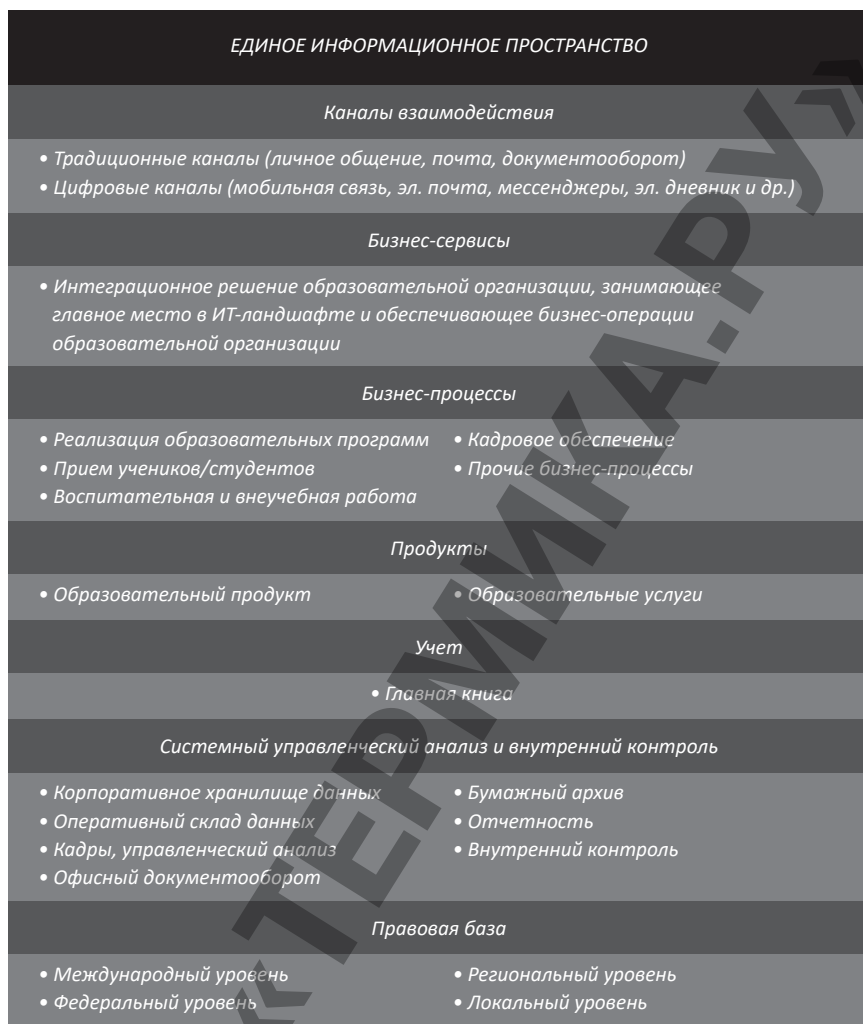 ЕДИНОЕ ИНФОРМАЦИОННОЕ ПРОСТРАНСТВО
Каналы взаимодействия
• Традиционные каналы (личное общение, почта, документооборот)
• Цифровые каналы (мобильная связь, эл. почта, мессенджеры, эл. дневник и др.)
Бизнес-сервисы
• Интеграционное решение образовательной организации, занимающее
главное место в ИТ-ландшафте и обеспечивающее бизнес-операции
образовательной организации
Бизнес-процессы
• Реализация образовательных программ
• Прием учеников/студентов
• Воспитательная и внеучебная работа
• Кадровое обеспечение
• Прочие бизнес-процессы
Продукты
• Образовательный продукт
• Образовательные услуги
Учет
• Главная книга
Системный управленческий анализ и внутренний контроль
• Корпоративное хранилище данных
• Оперативный склад данных
• Кадры, управленческий анализ
• Офисный документооборот
• Бумажный архив
• Отчетность
• Внутренний контроль
Правовая база
• Международный уровень
• Федеральный уровень
• Региональный уровень
• Локальный уровень
«ТЕРМИКА.РУ»